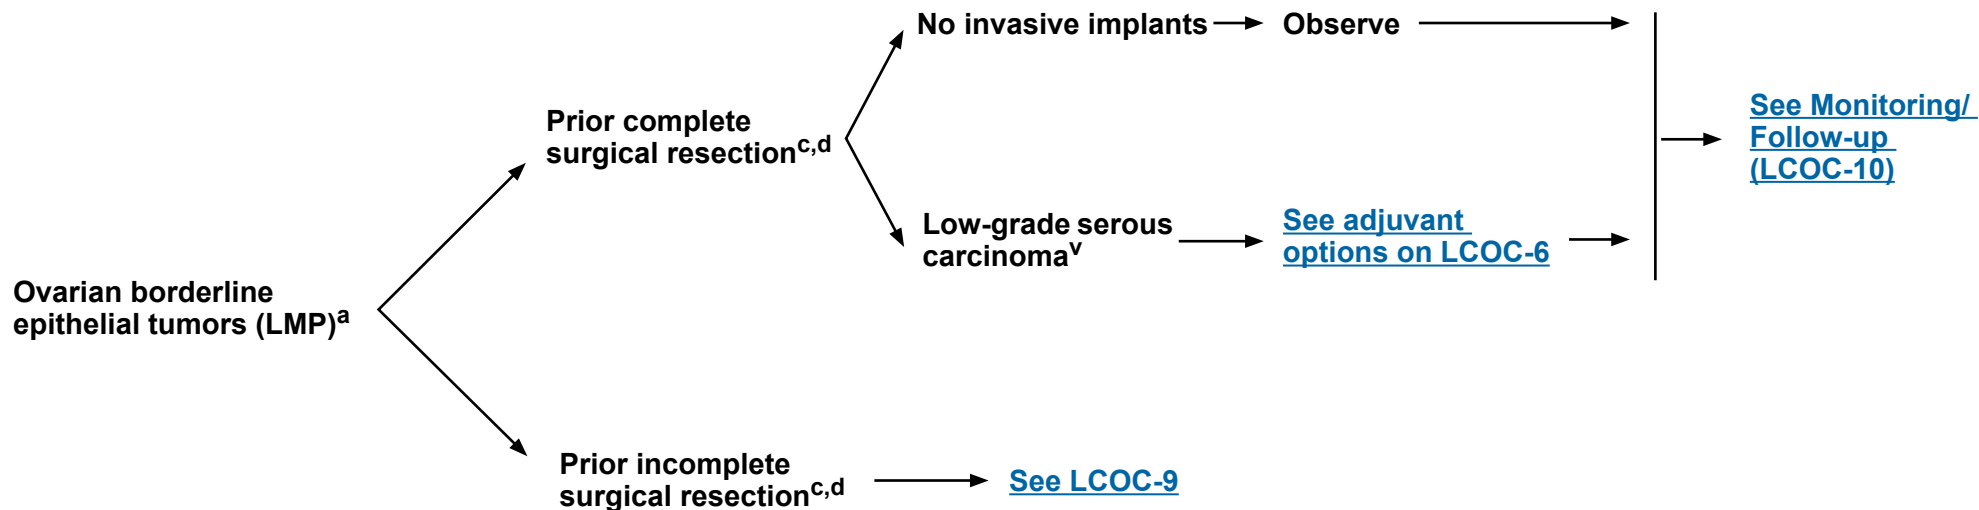 Ovarian borderline
epithelial tumors (LMP)a
Prior complete
surgical resectionc,d
No invasive implants
Observe
Low-grade serous
carcinomav
See adjuvant
options on LCOC-6
See Monitoring/
Follow-up
(LCOC-10)
Prior incomplete
surgical resectionc,d
See LCOC-9